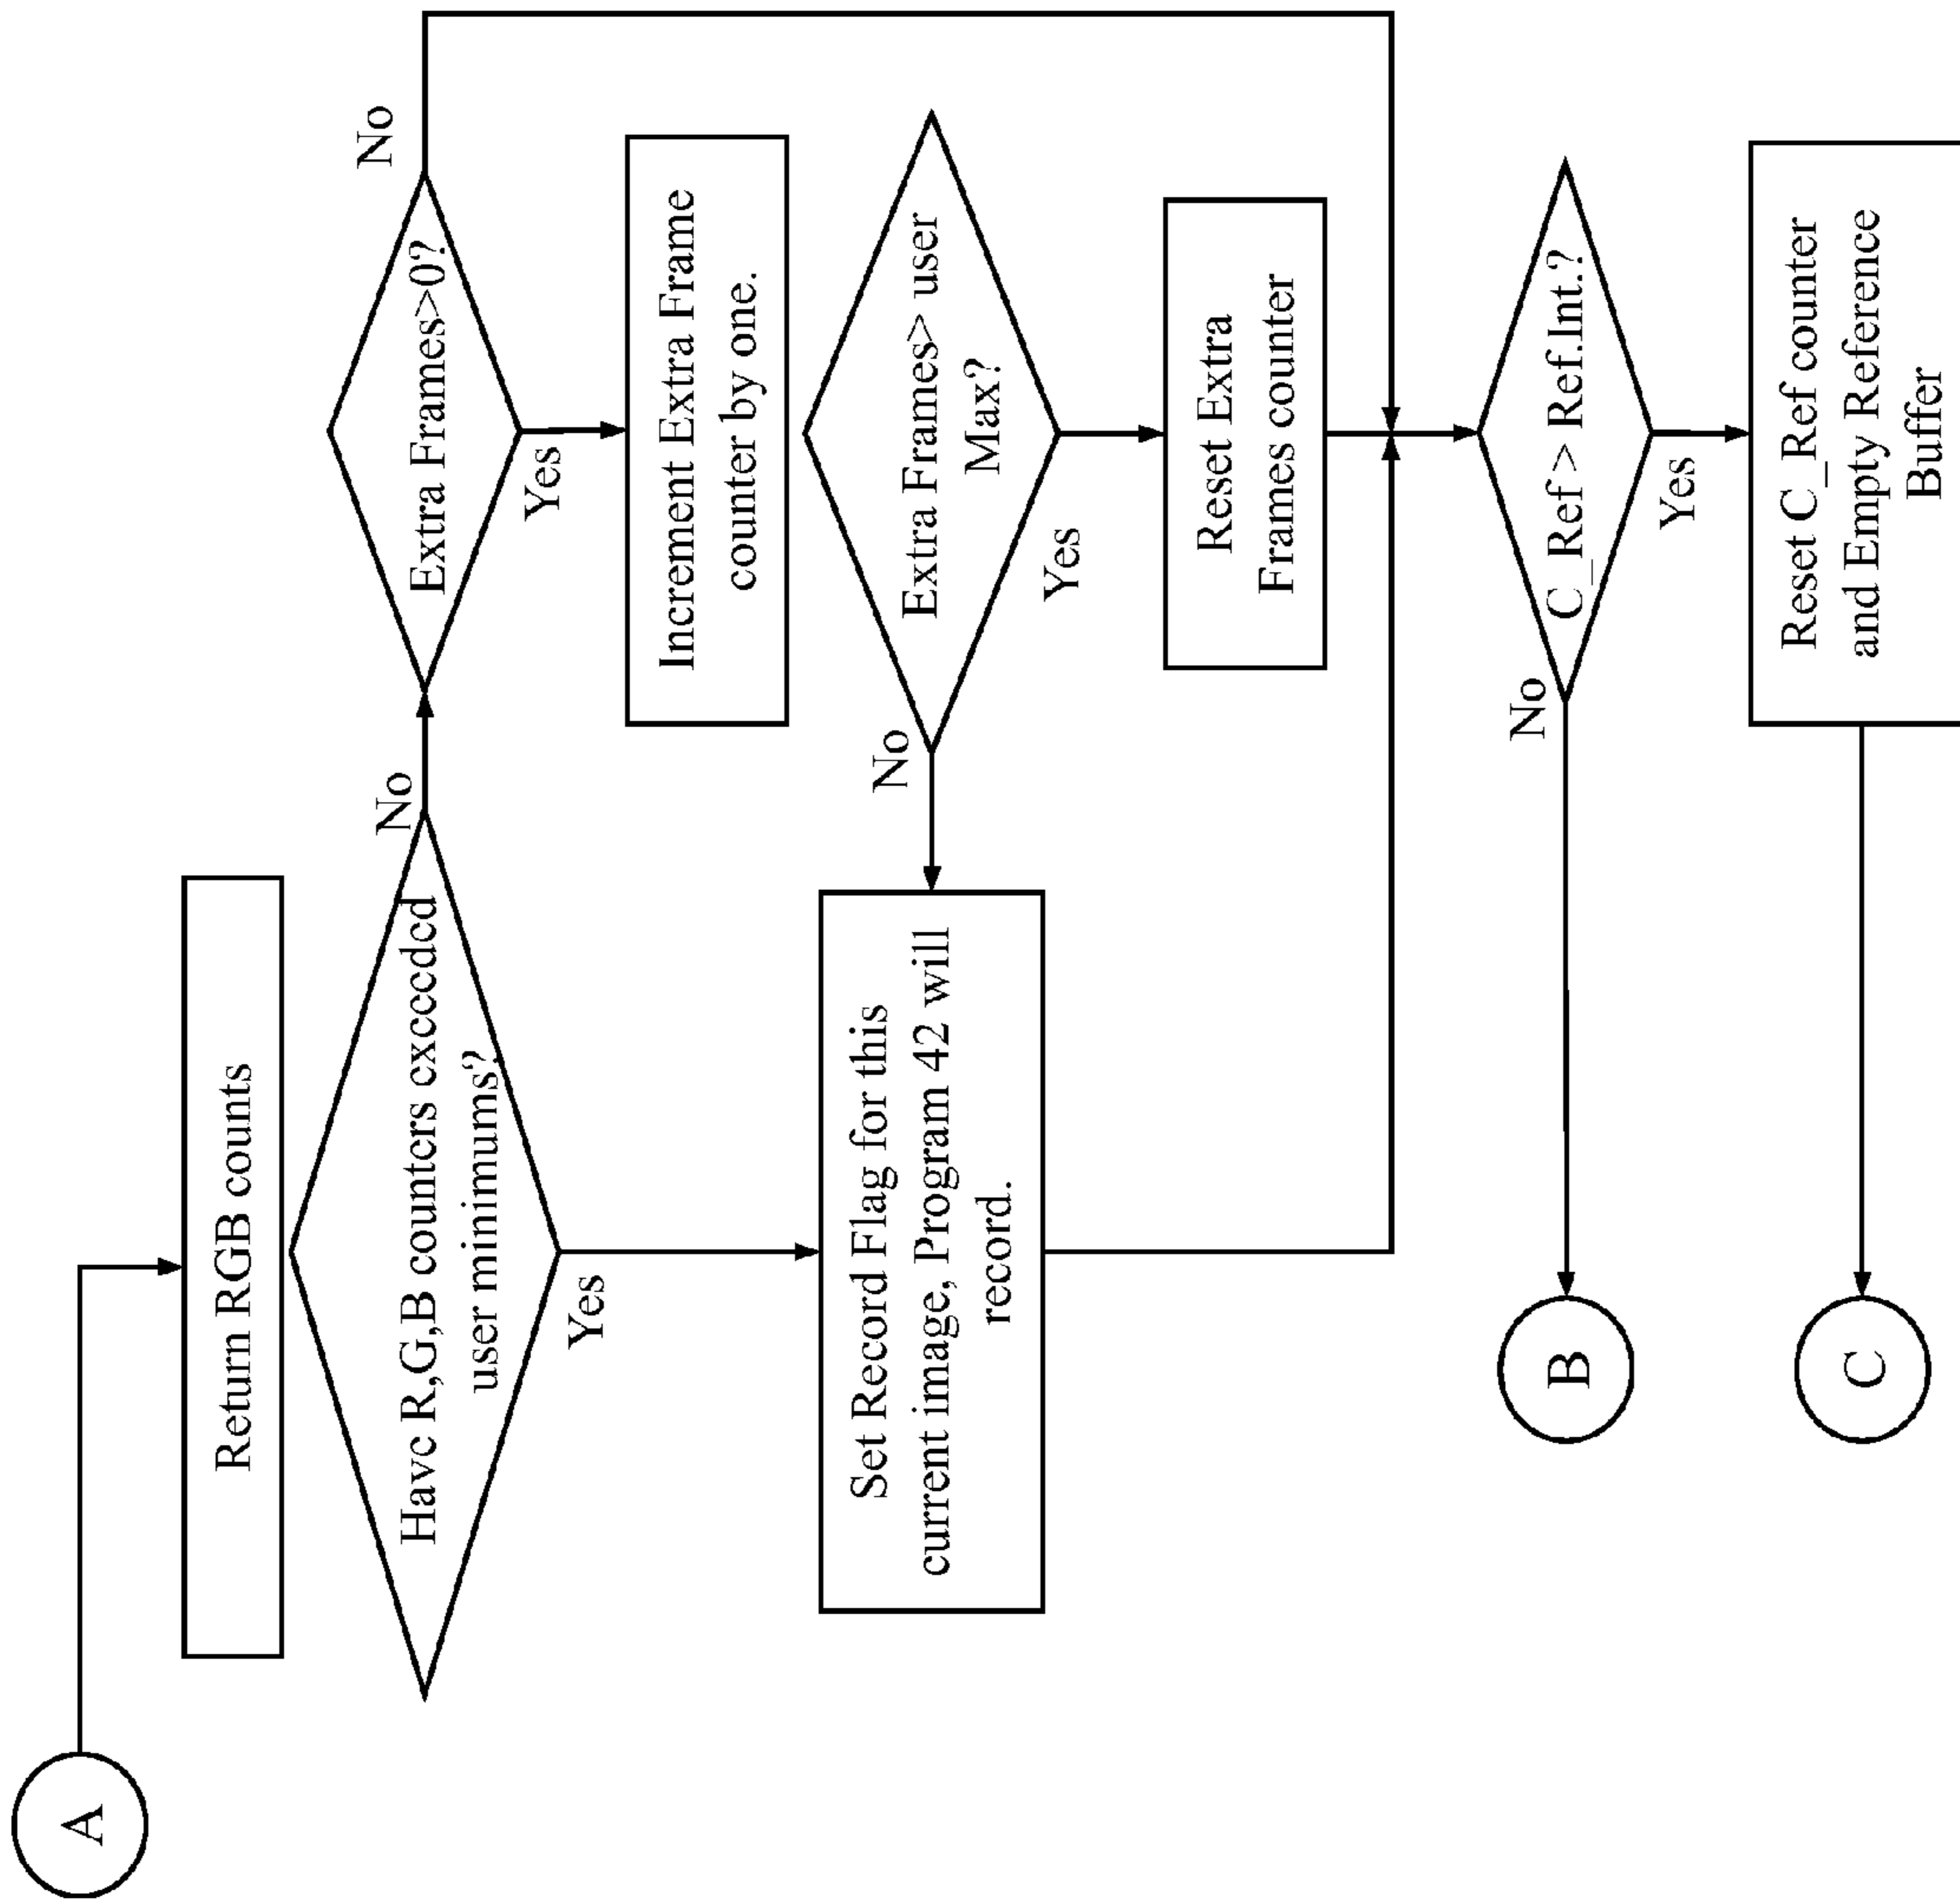 A
Return RGB counts
Have R,G,B counters exceeded
user minimums?
No
Yes
Extra Frames>0?
No
Yes
Increment Extra Frame
counter by one.
Extra Frames> user
Max?
No
Yes
Set Record Flag for this
current image, Program 42 will
record.
Reset Extra
Frames counter
C_Ref > Ref.Int.?
No
Yes
B
Reset C_Ref counter
and Empty Reference
Buffer
C